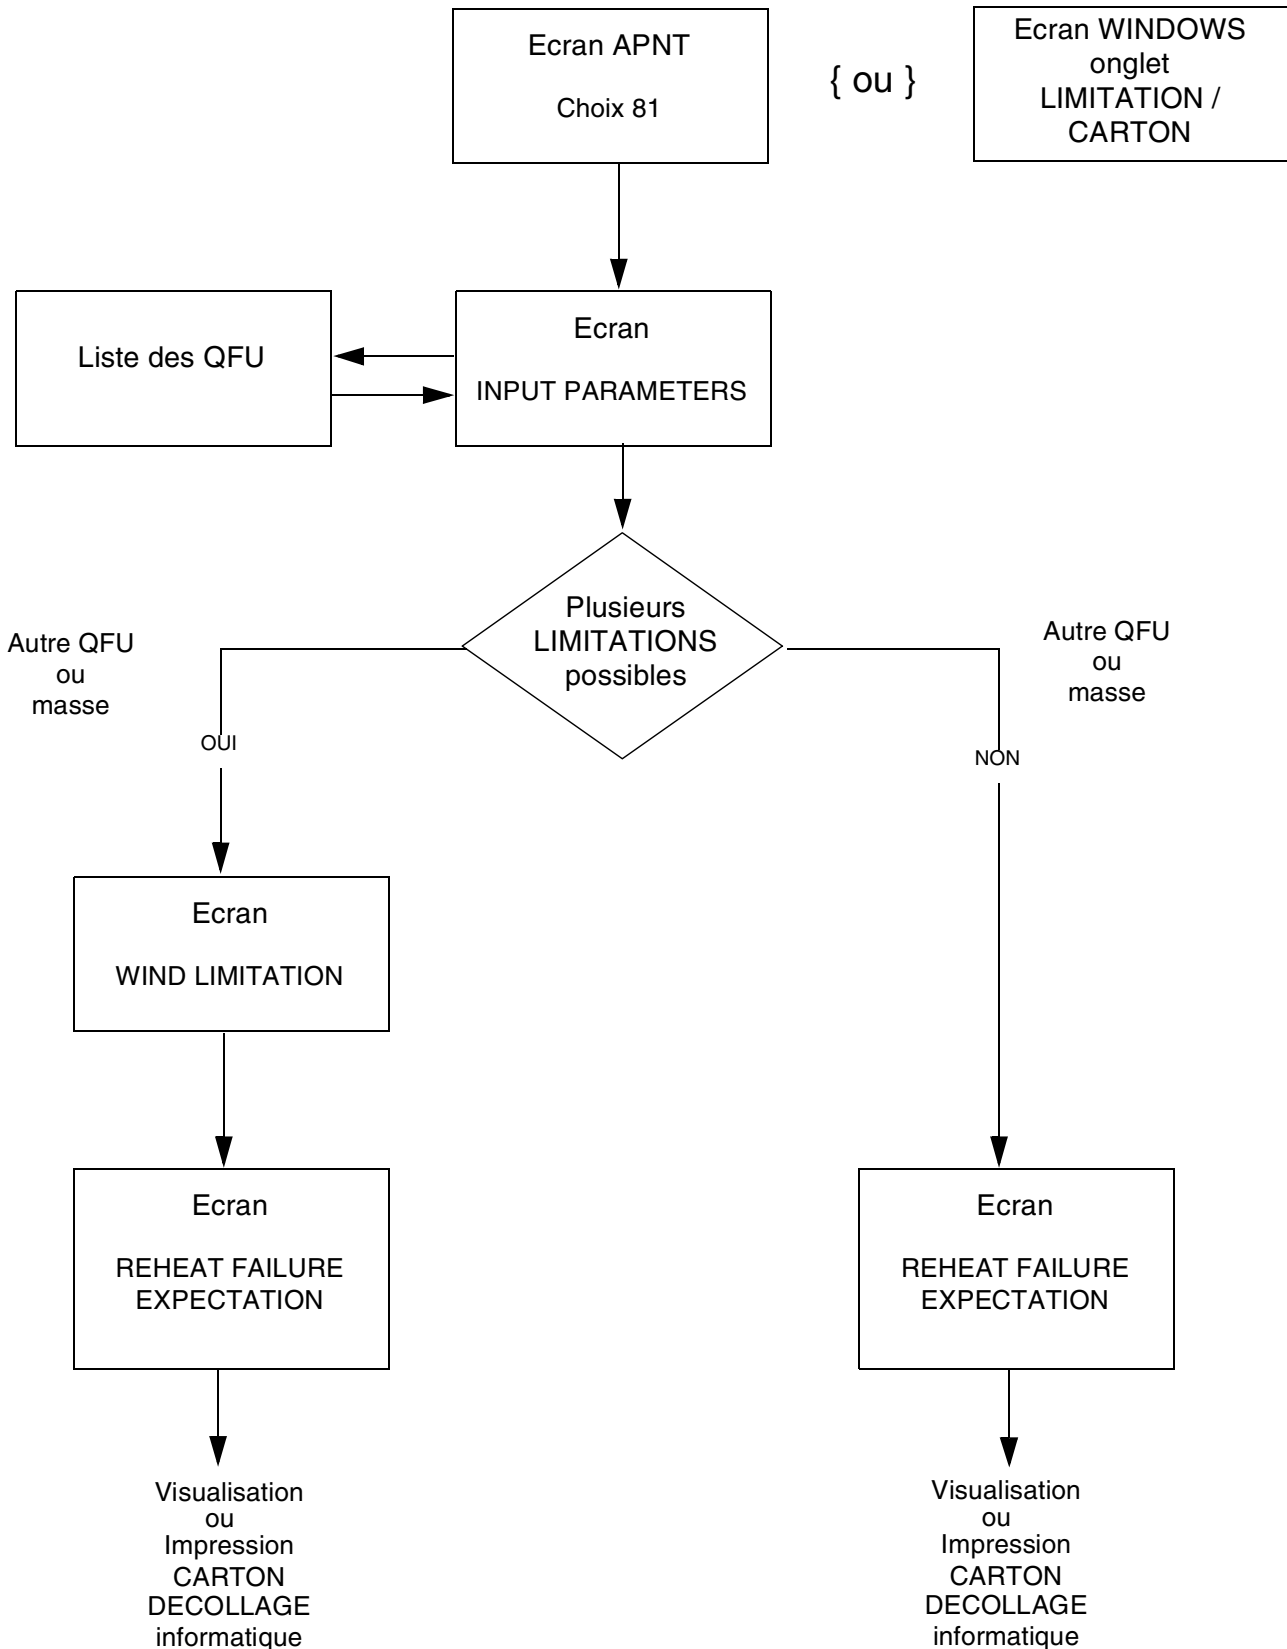 Ecran APNT
Choix 81
{ ou }
Ecran WINDOWS
onglet
LIMITATION /
CARTON
Liste des QFU
Ecran
INPUT PARAMETERS
Plusieurs
LIMITATIONS
possibles
Autre QFU
ou
masse
Autre QFU
ou
masse
OUI
NON
Ecran
WIND LIMITATION
Ecran
REHEAT FAILURE
EXPECTATION
Ecran
REHEAT FAILURE
EXPECTATION
Visualisation
ou
Impression
CARTON
DECOLLAGE
informatique
Visualisation
ou
Impression
CARTON
DECOLLAGE
informatique